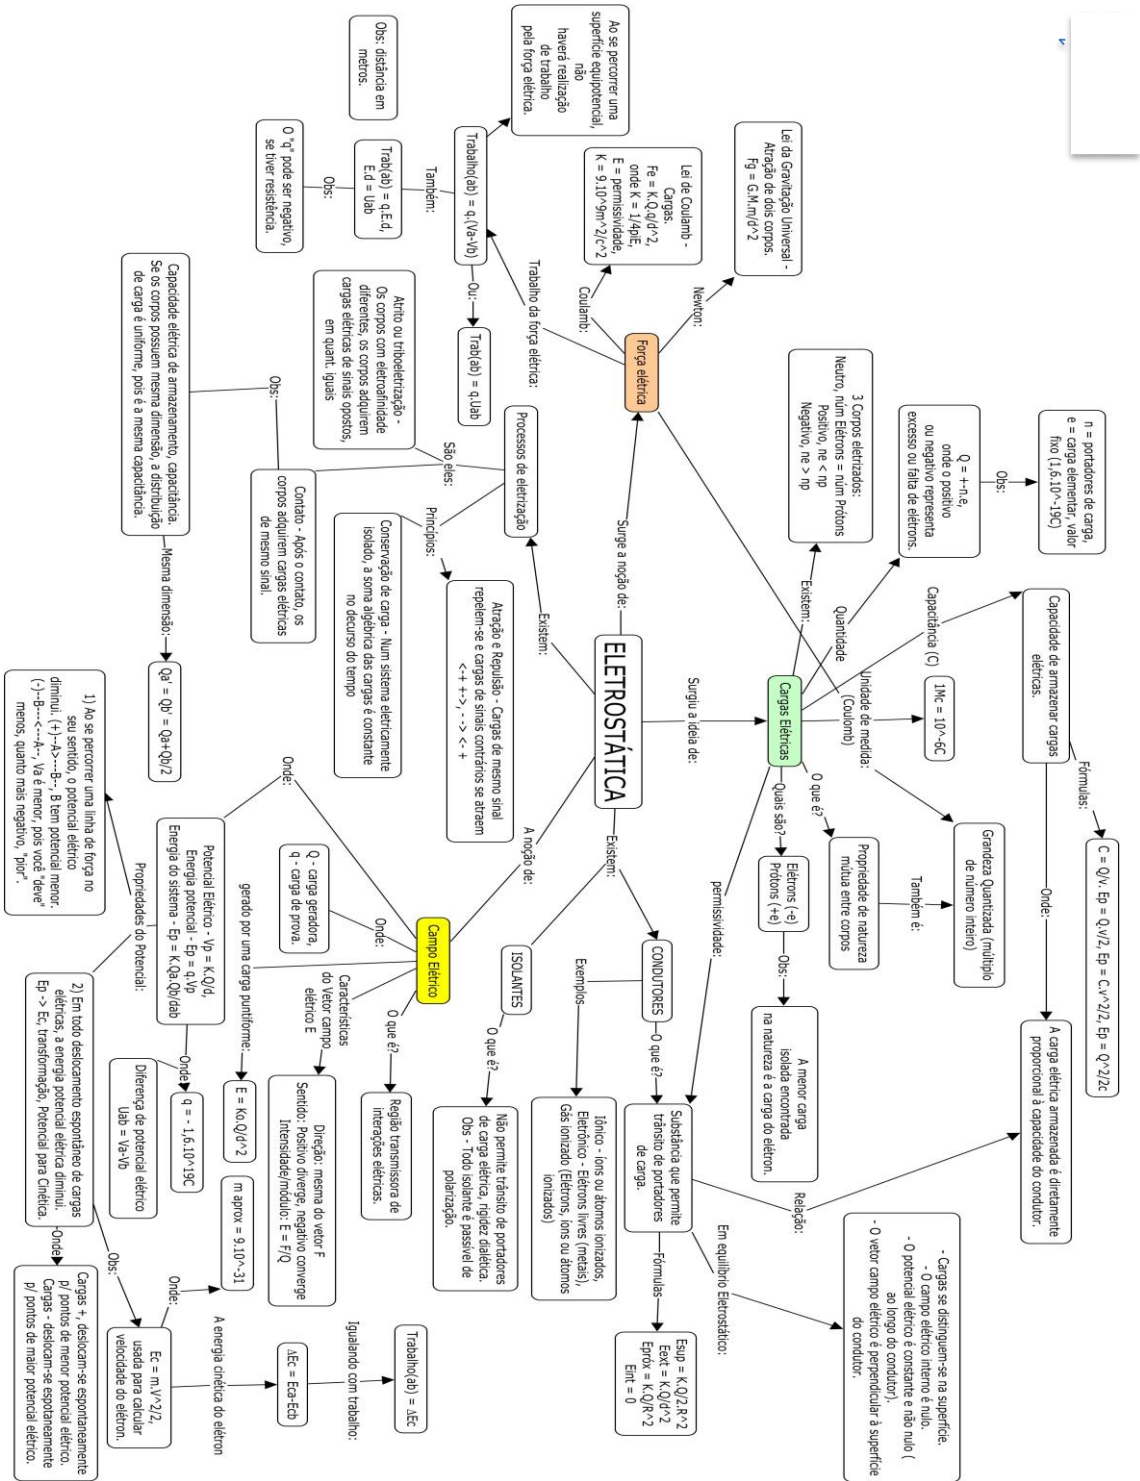 n = portadores de carga,
e = carga elementar, valor
fixo (1,6.10^-19C)
Obs:
Q = +-n.e,
onde o positivo
ou negativo representa
excesso ou falta de elétrons.
Quantidade
3 Corpos eletrizados:
Neutro, núm Elétrons = núm Prótons
Positivo, ne < np
Negativo, ne > np
Existem:
Capacitância (C)
Capacidade de armazenar cargas
elétricas.
Fórmulas:
C = Q/v. Ep = Q.v/2, Ep = C.v^2/2, Ep = Q^2/2c
Onde:
A carga elétrica armazenada é diretamente
proporcional à capacidade do condutor.
1Mc = 10^-6C
Unidade de medida:
(Coulomb)
Grandeza Quantizada (múltiplo
de número inteiro)
Também é:
Propriedade de natureza
mútua entre corpos
O que é?
Cargas Elétricas
Quais são?
Elétrons (-e)
Prótons (+e)
Obs:
A menor carga
isolada encontrada
na natureza é a carga do elétron.
permissividade:
Relação:
- Cargas se distinguem-se na superfície.
- O campo elétrico interno é nulo.
- O potencial elétrico é constante e não nulo (
ao longo do condutor).
- O vetor campo elétrico é perpendicular à superfície
do condutor.
Em equilíbrio Eletrostático:
Lei da Gravitação Universal -
Atração de dois corpos.
Fg = G.M.m/d^2
Newton:
Lei de Coulamb -
Cargas.
Fe = K.Q.q/d^2,
onde K = 1/4piE,
E = permissividade,
K = 9.10^9m^2/c^2
Coulamb:
Força elétrica
Surge a noção de:
Surgiu a ideia de:
ELETROSTÁTICA
Existem:
CONDUTORES
O que é?
Substância que permite
trânsito de portadores
de carga.
Fórmulas
Esup = K.Q/2.R^2
Eext = K.Q/d^2
Epróx = K.Q/R^2
Eint = 0
Exemplos
Iônico - íons ou átomos ionizados,
Eletrônico - Elétrons livres (metais),
Gás ionizado (Elétrons, íons ou átomos
ionizados)
ISOLANTES
O que é?
Não permite trânsito de portadores
de carga elétrica, rigidez dialética.
Obs - Todo isolante é passível de
polarização.
Ao se percorrer uma
superfície equipotencial,
não
haverá realização
de trabalho
pela força elétrica.
Trabalho da força elétrica:
Trabalho(ab) = q.(Va-Vb)
Ou:
Trab(ab) = q.Uab
Também:
Trab(ab) = q.E.d,
E.d = Uab
Obs: distância em
metros.
Obs:
O "q" pode ser negativo,
se tiver resistência.
Existem:
Processos de eletrização
São eles:
Atrito ou triboeletrização -
Os corpos com eletroafinidade
diferentes, os corpos adquirem
cargas elétricas de sinais opostos,
em quant. iguais
Contato - Após o contato, os
corpos adquirem cargas elétricas
de mesmo sinal.
Obs:
Capacidade elétrica de armazenamento, capacitância.
Se os corpos possuem mesma dimensão, a distribuição
de carga é uniforme, pois é a mesma capacitância.
Mesma dimensão:
Qa' = Qb' = Qa+Qb/2
Princípios:
Atração e Repulsão - Cargas de mesmo sinal
repelem-se e cargas de sinais contrários se atraem
<-+ +->, - -> <- +
Conservação de carga - Num sistema eletricamente
isolado, a soma algébrica das cargas é constante
no decurso do tempo
A noção de:
Campo Elétrico
O que é?
Região transmissora de
interações elétricas.
Características
do Vetor campo
elétrico E
Direção: mesma do vetor F
Sentido: Positivo diverge, negativo converge
Intensidade/módulo: E = F/Q
gerado por uma carga puntiforme:
E = Ko.Q/d^2
Onde:
Q - carga geradora,
q - carga de prova.
Onde:
Potencial Elétrico - Vp = K.Q/d,
Energia potencial - Ep = q.Vp
Energia do sistema - Ep = K.Qa.Qb/dab
Onde
q = - 1,6.10^19C
Diferença de potencial elétrico
Uab = Va-Vb
Propriedades do Potencial:
1) Ao se percorrer uma linha de força no
seu sentido, o potencial elétrico
diminui. (+)--A>---B--, B tem potencial menor.
(-)--B---<---A--, Va é menor, pois você "deve"
menos, quanto mais negativo, "pior".
2) Em todo deslocamento espontâneo de cargas
elétricas, a energia potencial elétrica diminui.
Ep -> Ec, transformação, Potencial para Cinética.
Onde
Cargas +, deslocam-se espontaneamente
p/ pontos de menor potencial elétrico.
Cargas - deslocam-se espotaneamente
p/ pontos de maior potencial elétrico.
Obs:
Ec = m.V^2/2,
usada para calcular
velocidade do elétron.
Onde:
m aprox = 9.10^-31
A energia cinética do elétron
ΔEc = Eca-Ecb
Igualando com trabalho:
Trabalho(ab) = ΔEc